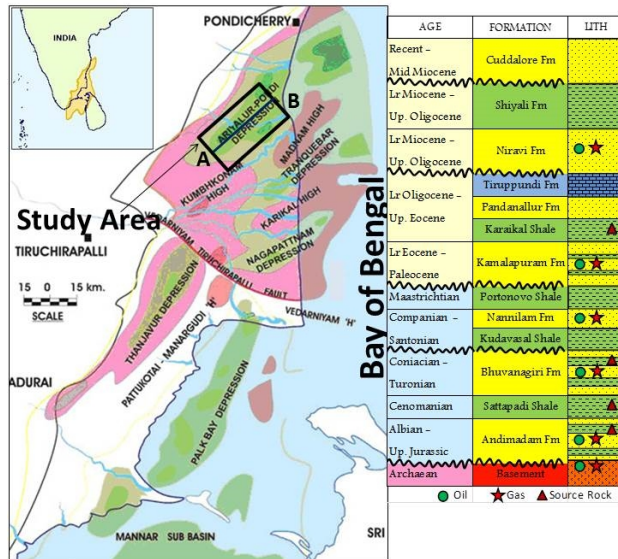 INDIA
PONDICHERRY
ARIYALUR-PONDI
DEPRESSION
B
A
MADNAM HIGH
TRANQUEBAR
DEPRESSION
KUMBHKONAM
HIGH
KARIKAL HIGH
Study Area
NAGAPATTNAM
DEPRESSION
TIRUCHIRAPALLI
VEDARNIYAM TIRUCHIRAPALLI FAULT
15 0 15 km.
SCALE
VEDARNIYAM 'H'
THANJAVUR DEPRESSION
PATTUKOTAI - MANARGUDI 'H'
ADURAI
Bay of Bengal
PALK BAY DEPRESSION
MANNAR SUB BASIN
SRI
AGE FORMATION LITH
Recent –
Mid Miocene
Cuddalore Fm
Lr Miocene –
Up. Oligocene
Shiyali Fm
Lr Miocene –
Up. Oligocene
Niravi Fm
Lr Oligocene –
Up. Eocene
Tiruppundi Fm
Pandanallur Fm
Karaikal Shale
Lr Eocene –
Paleocene
Kamalapuram Fm
Maastrichtian Portonovo Shale
Companian –
Santonian
Nannilam Fm
Kudavasal Shale
Coniacian –
Turonian
Bhuvanagiri Fm
Cenomanian Sattapadi Shale
Albian –
Up. Jurassic
Andimadam Fm
Archaean Basement
Oil Gas Source Rock